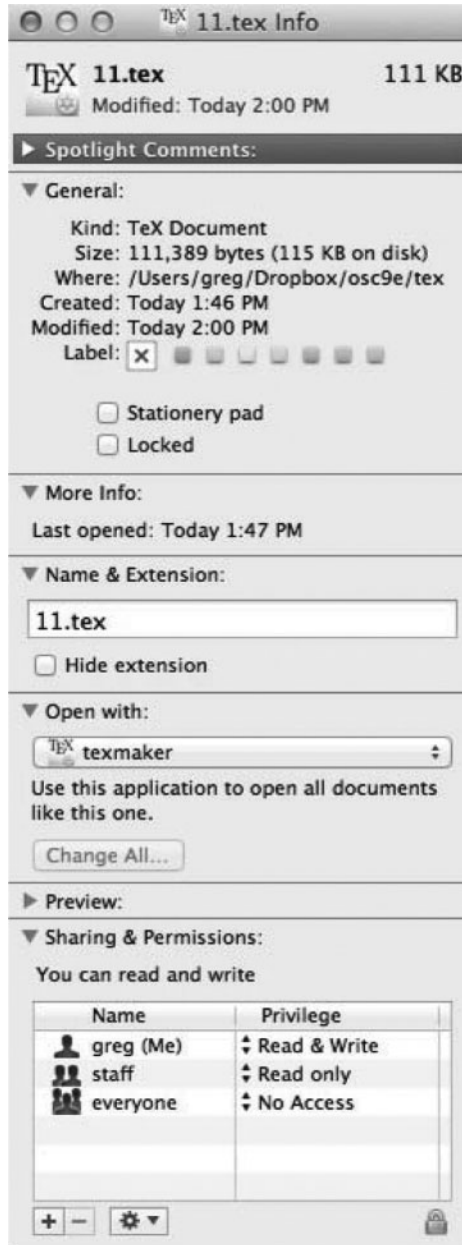 TEX 11.tex Info
TEX 11.tex 111 KB
Modified: Today 2:00 PM
Spotlight Comments:
General:
Kind: TeX Document
Size: 111,389 bytes (115 KB on disk)
Where: /Users/greg/Dropbox/osc9e/tex
Created: Today 1:46 PM
Modified: Today 2:00 PM
Label:
Stationery pad
Locked
More Info:
Last opened: Today 1:47 PM
Name & Extension:
11.tex
Hide extension
Open with:
TEX texmaker
Use this application to open all documents
like this one.
Change All...
Preview:
Sharing & Permissions:
You can read and write
Name Privilege
greg (Me) Read & Write
staff Read only
everyone No Access